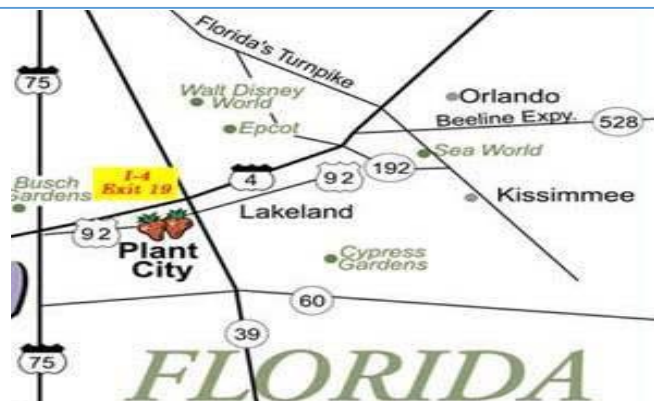 Florida's Turnpike
75
Walt Disney
World
Orlando
Epcot
Beeline Expy.
528
I-4
Exit 19
4
92
192
Sea World
Busch
Gardens
Lakeland
Kissimmee
92
Plant
City
Cypress
Gardens
60
39
75
FLORIDA